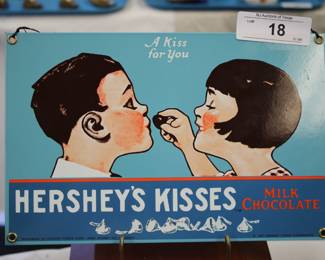 18
A Kiss
for You
HERSHEY'S KISSES
MILK
CHOCOLATE